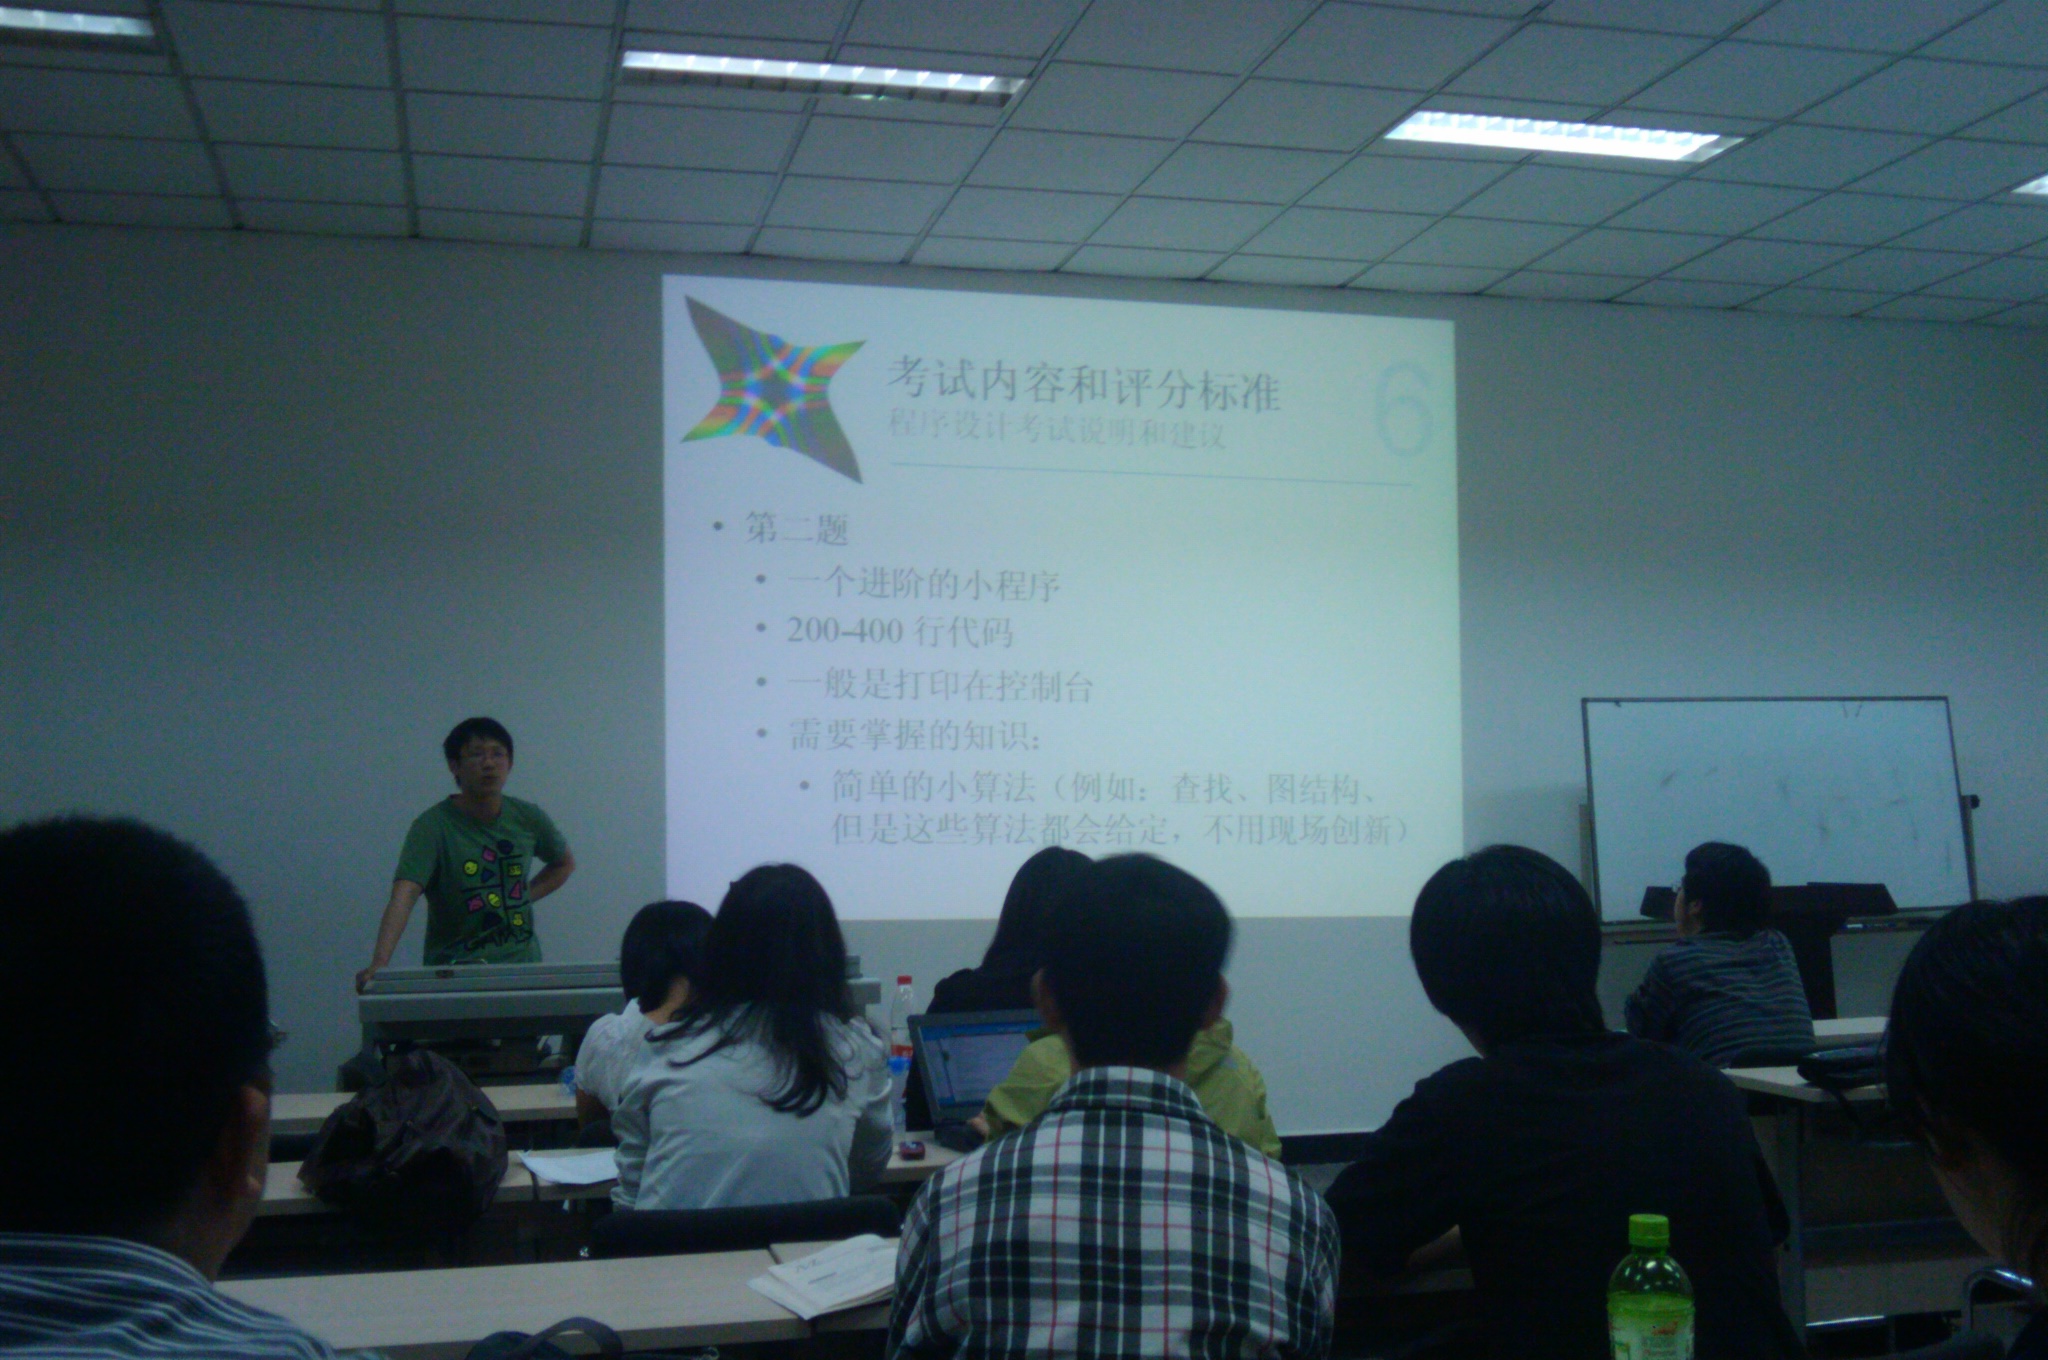 考试内容和评分标准
6
程序设计考试说明和建议
• 第二题
• 一个进阶的小程序
• 200-400 行代码
• 一般是打印在控制台
• 需要掌握的知识：
• 简单的小算法（例如：查找、图结构、
但是这些算法都会给定，不用现场创新）